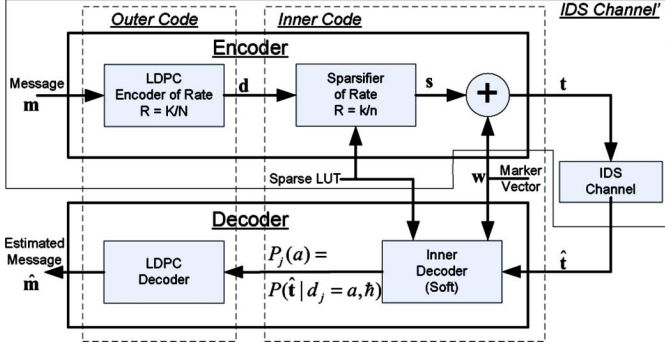 Outer Code
Inner Code
IDS Channel'
Encoder
Message
m
LDPC
Encoder of Rate
R = K/N
d
Sparsifier
of Rate
R = k/n
s
+
t
Sparse LUT
w
Marker
Vector
IDS
Channel
Decoder
Estimated
Message
m̂
LDPC
Decoder
P_j(a) =
P(t̂ | d_j = a, ℏ)
Inner
Decoder
(Soft)
t̂